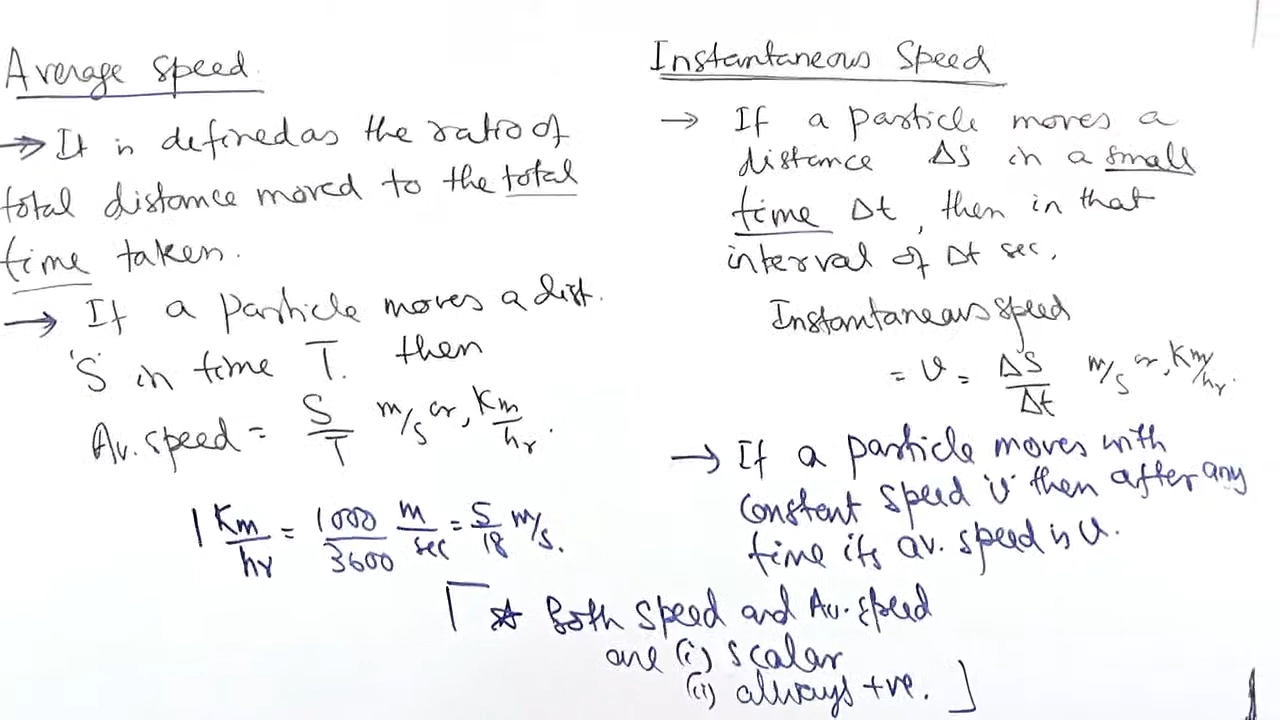 Average speed.
→ It is defined as the ratio of
total distance moved to the total
time taken.
→ If a particle moves a dist.
'S' in time T. then
Av. speed = S/T m/s or, Km/hr.
1 Km/hr = 1000/3600 m/sec = 5/18 m/s.
Instantaneous Speed
→ If a particle moves a
distance ΔS in a small
time Δt, then in that
interval of Δt sec.
Instantaneous speed
= v = ΔS/Δt m/s or, Km/hr.
→ If a particle moves with
constant speed 'v' then after any
time its av. speed is v.
[ ☆ Both speed and Av. speed
are (i) scalar
(ii) always +ve. ]